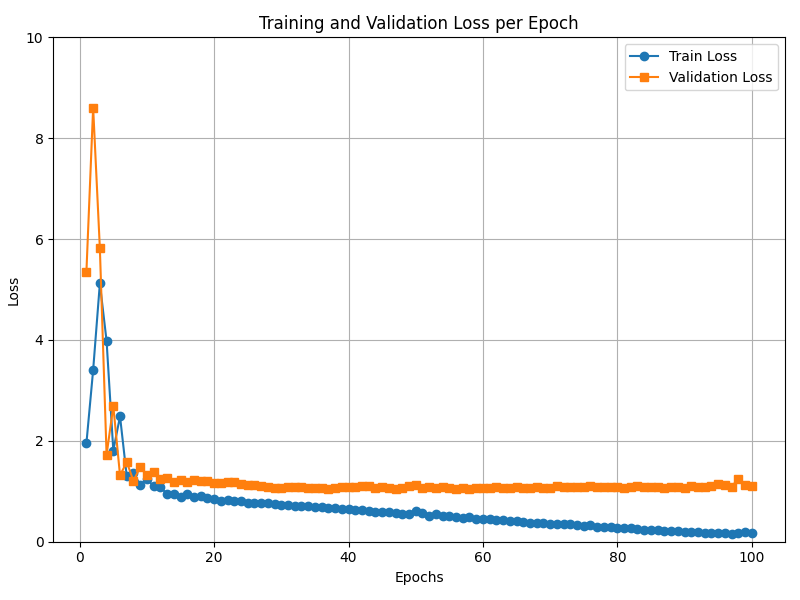 Training and Validation Loss per Epoch
Train Loss
Validation Loss
Loss
10
8
6
4
2
0
0 20 40 60 80 100
Epochs